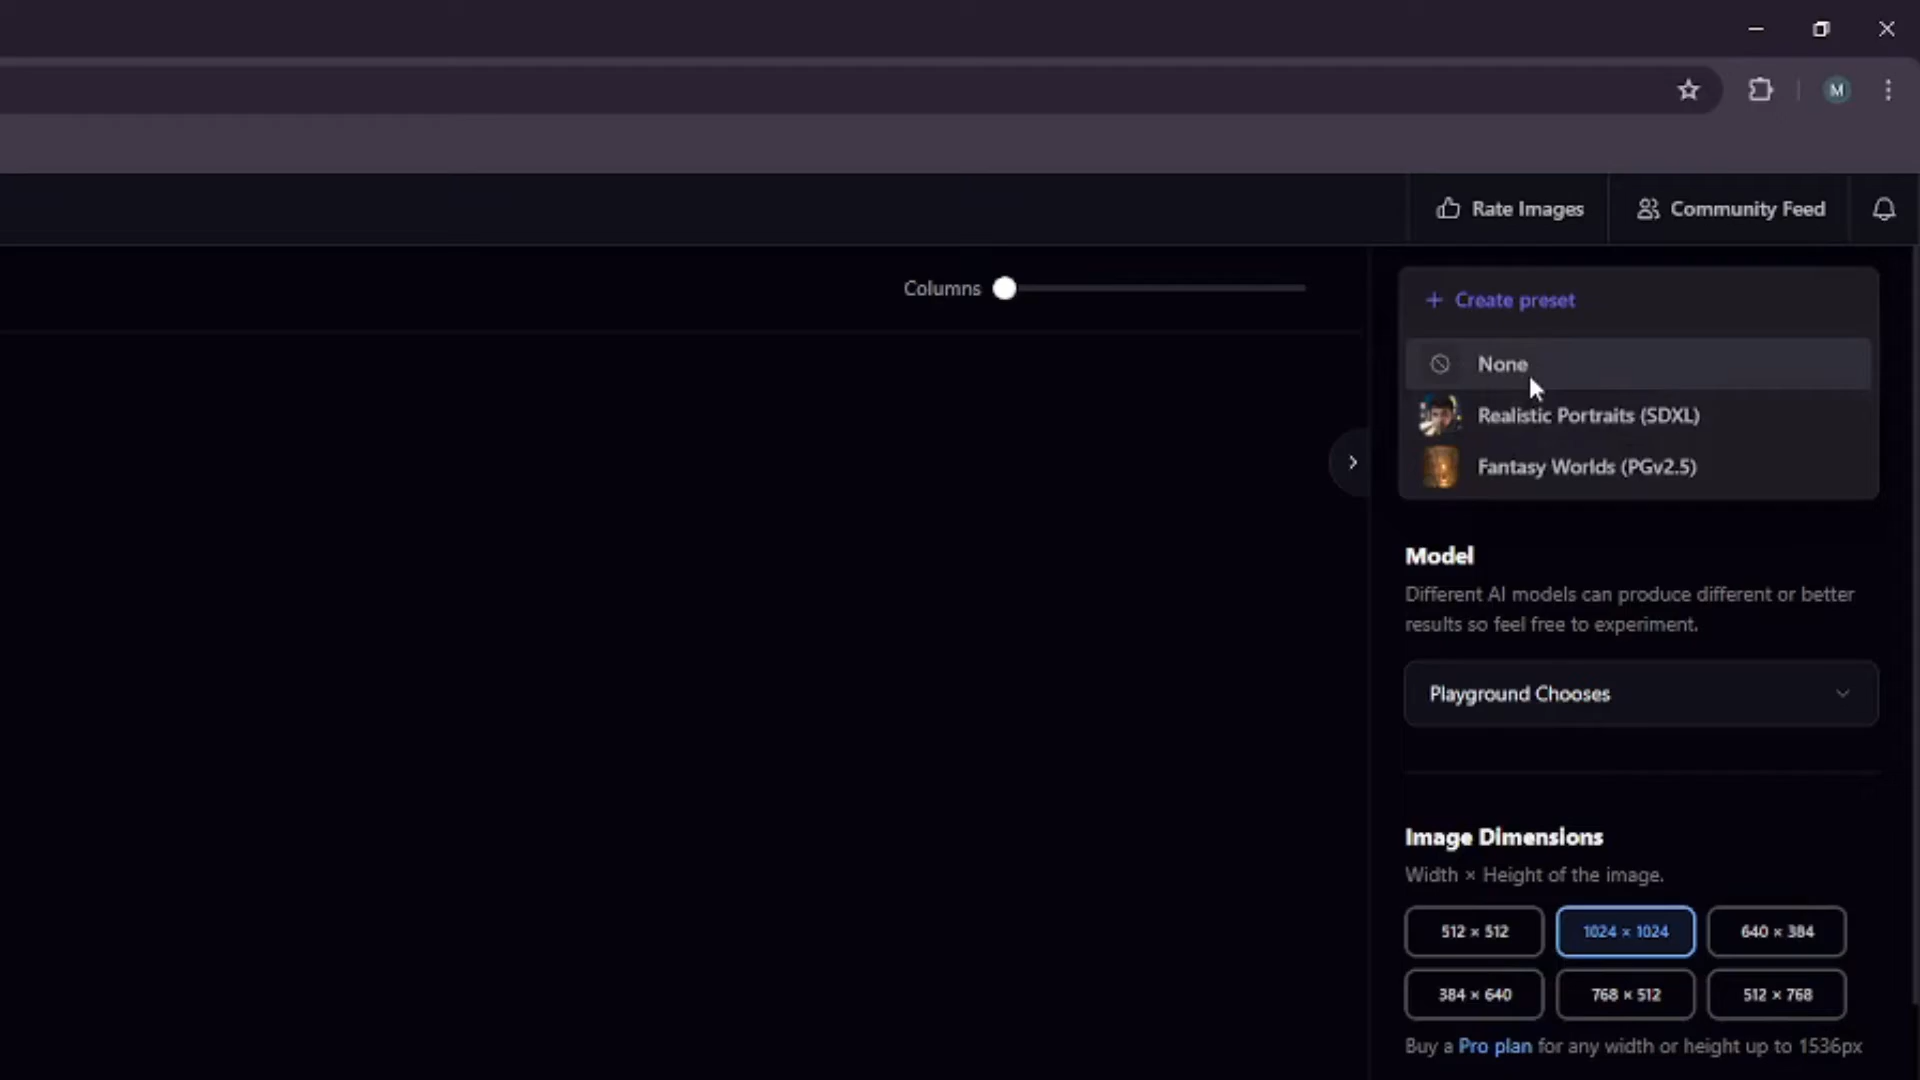 M
Rate Images
Community Feed
Columns
+ Create preset
None
Realistic Portraits (SDXL)
Fantasy Worlds (PGv2.5)
Model
Different AI models can produce different or better
results so feel free to experiment.
Playground Chooses
Image Dimensions
Width × Height of the image.
512 × 512
1024 × 1024
640 × 384
384 × 640
768 × 512
512 × 768
Buy a Pro plan for any width or height up to 1536px